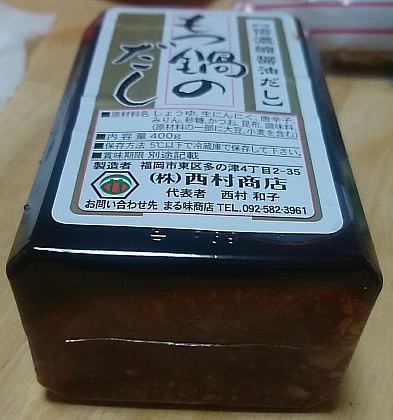 もつ鍋の
だし
倍濃縮醤油だし
■原材料名 しょうゆ,生にんにく,唐辛子,
みりん,砂糖,かつお,昆布,調味料,
(原材料の一部に大豆,小麦を含む)
■内容量 400g
■保存方法 5℃以下で冷蔵庫で保存して下さい。
■賞味期限 別途記載
製造者 福岡市東区多の津4丁目2-35
(株)西村商店
代表者 西村 和子
お問い合わせ先 まる味商店 TEL.092-582-3961